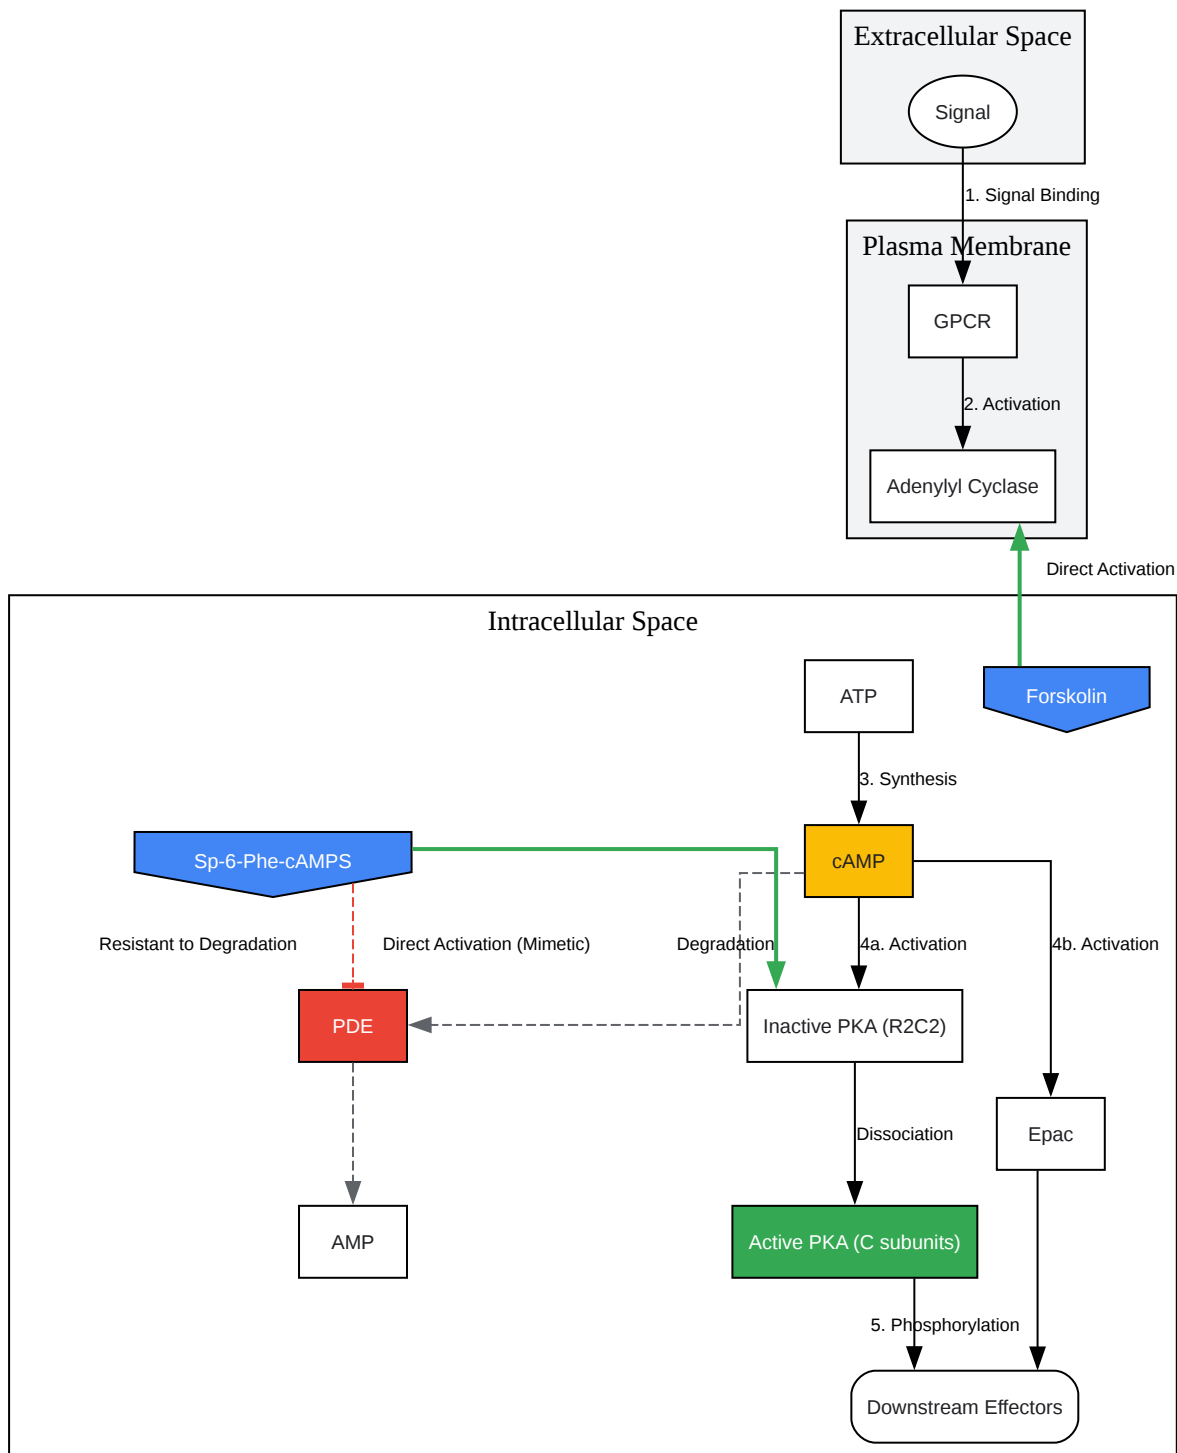 Extracellular Space
Signal
1. Signal Binding
Plasma Membrane
GPCR
2. Activation
Adenylyl Cyclase
Direct Activation
Intracellular Space
ATP
Forskolin
3. Synthesis
Sp-6-Phe-cAMPS
cAMP
Resistant to Degradation
Direct Activation (Mimetic)
Degradation
4a. Activation
4b. Activation
PDE
Inactive PKA (R2C2)
Dissociation
Epac
AMP
Active PKA (C subunits)
5. Phosphorylation
Downstream Effectors